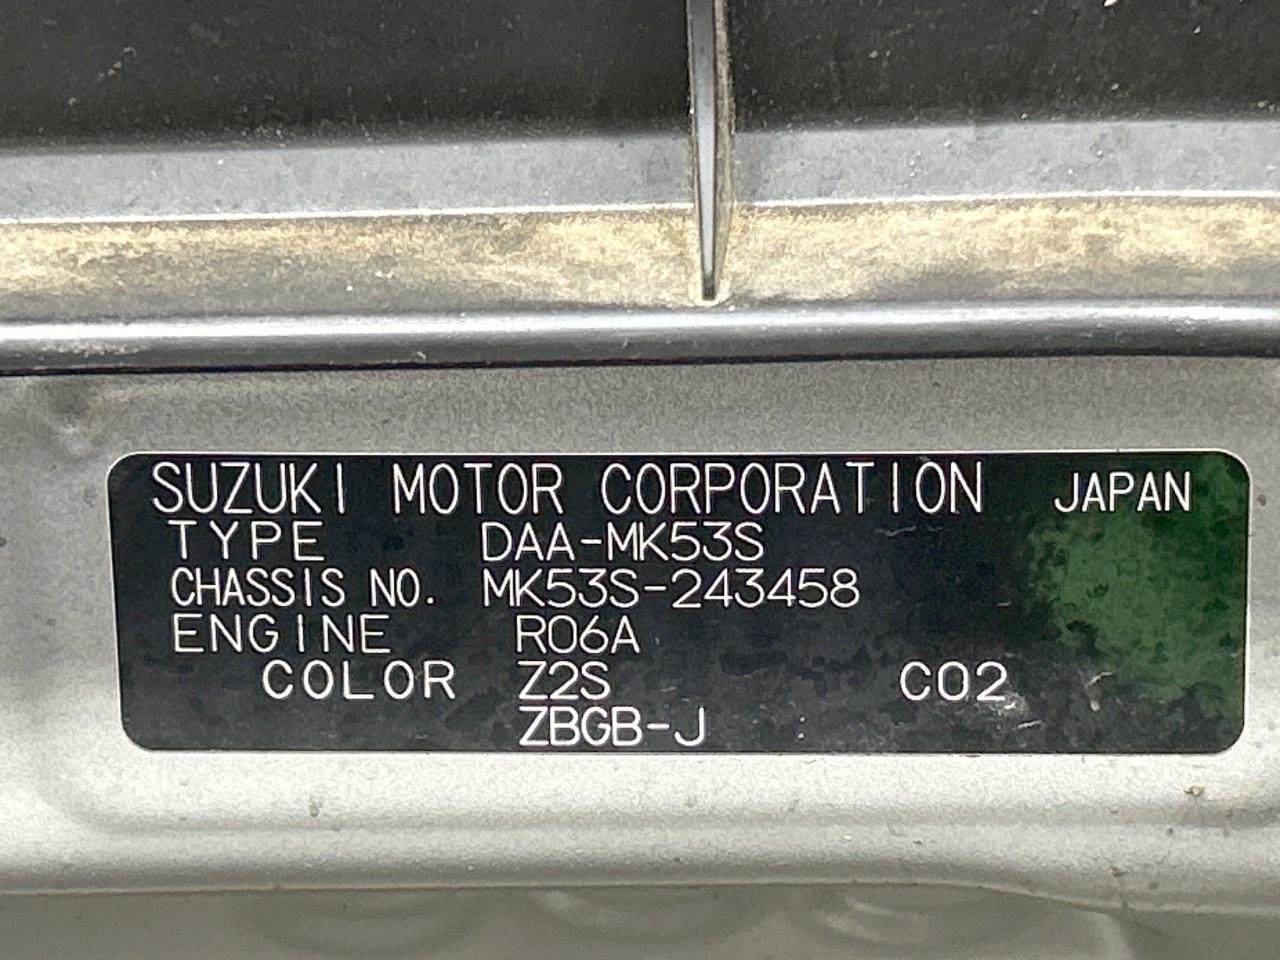 SUZUKI MOTOR CORPORATION JAPAN
TYPE DAA-MK53S
CHASSIS NO. MK53S-243458
ENGINE R06A
COLOR Z2S C02
ZBGB-J